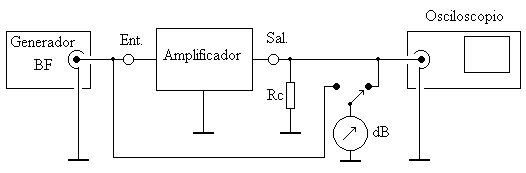 Osciloscopio
Generador
BF
Ent.
Amplificador
Sal.
Rc
dB